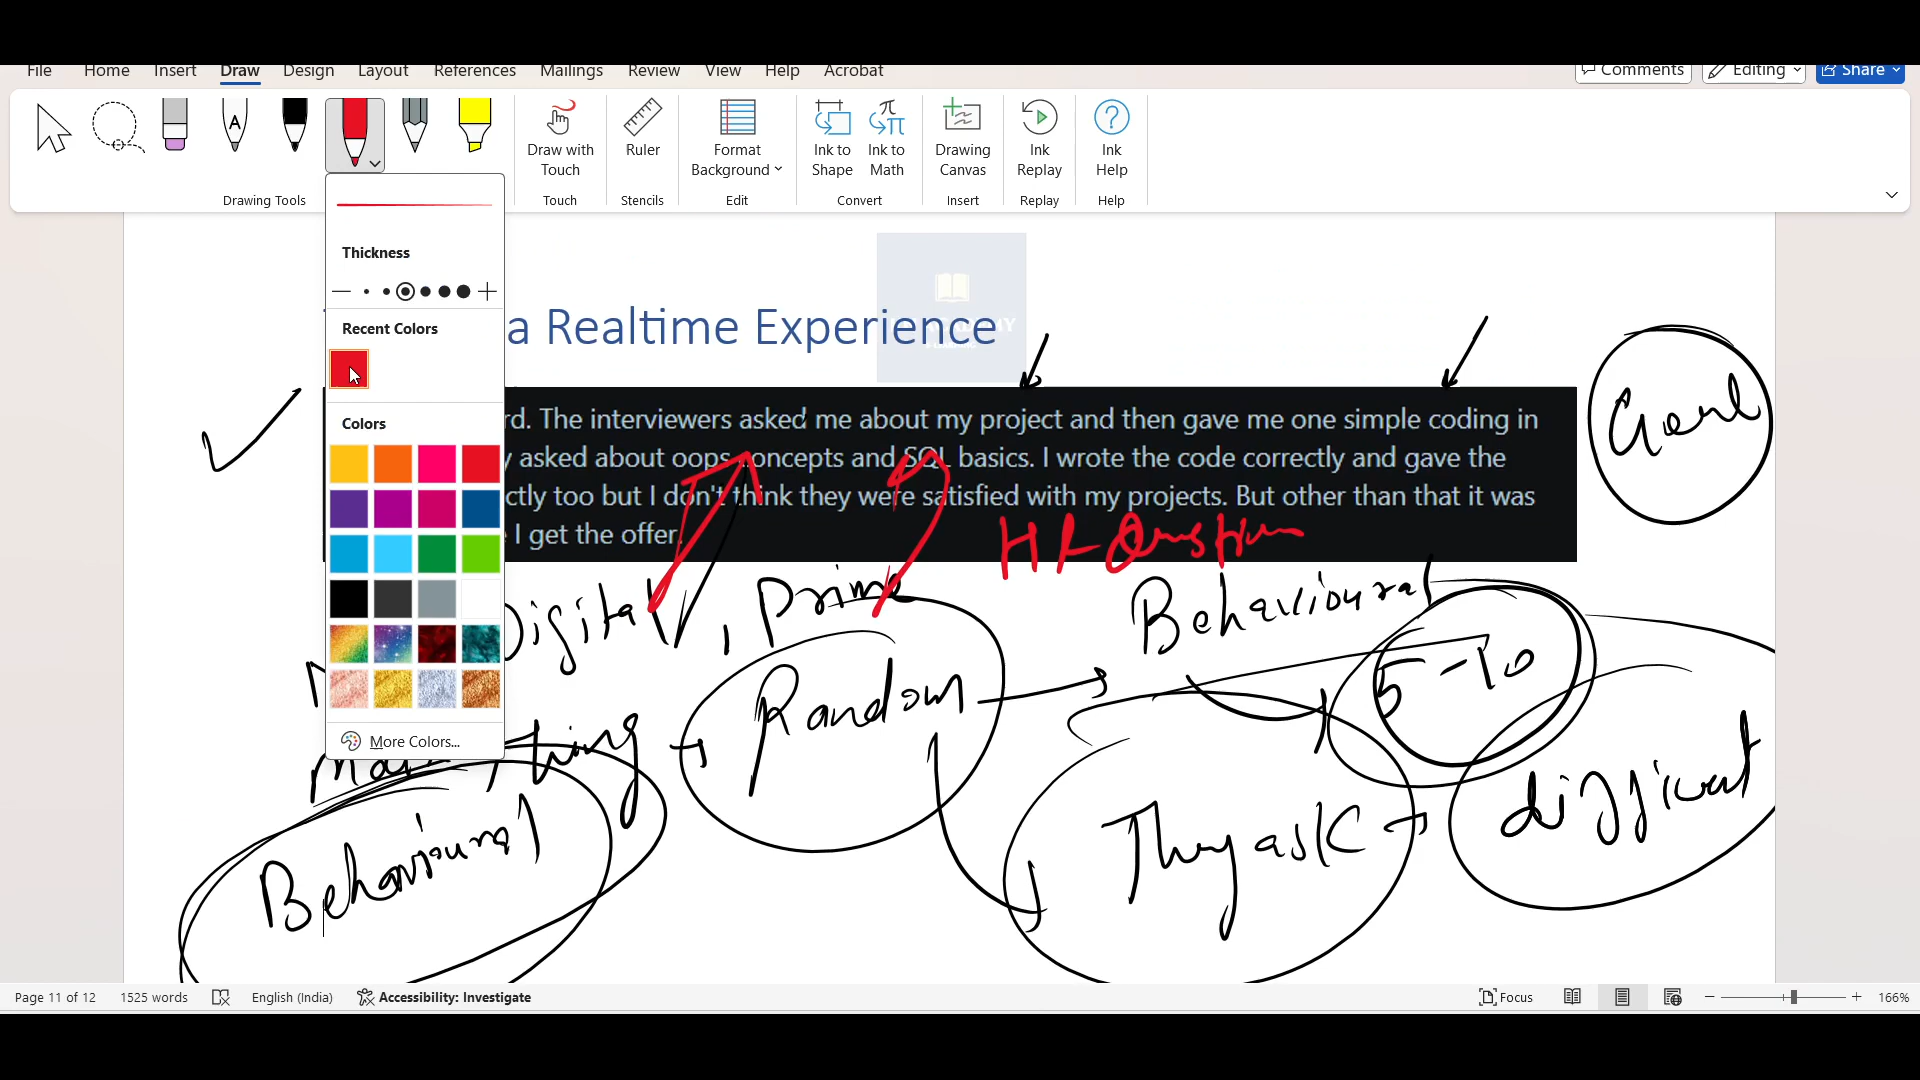 File Home Insert Draw Design Layout References Mailings Review View Help Acrobat Comments Editing Share
A
Draw with Touch
Ruler
Format Background
Ink to Shape
Ink to Math
Drawing Canvas
Ink Replay
Ink Help
Drawing Tools Touch Stencils Edit Convert Insert Replay Help
Thickness
Recent Colors
Colors
More Colors...
a Realtime Experience
rd. The interviewers asked me about my project and then gave me one simple coding in
y asked about oops concepts and SQL basics. I wrote the code correctly and gave the
ctly too but I don't think they were satisfied with my projects. But other than that it was
I get the offer.
HR Question
Digital, Prime
Behavioural
Random
5-10
They ask
difficult
Behavioural
Page 11 of 12 1525 words English (India) Accessibility: Investigate Focus 166%